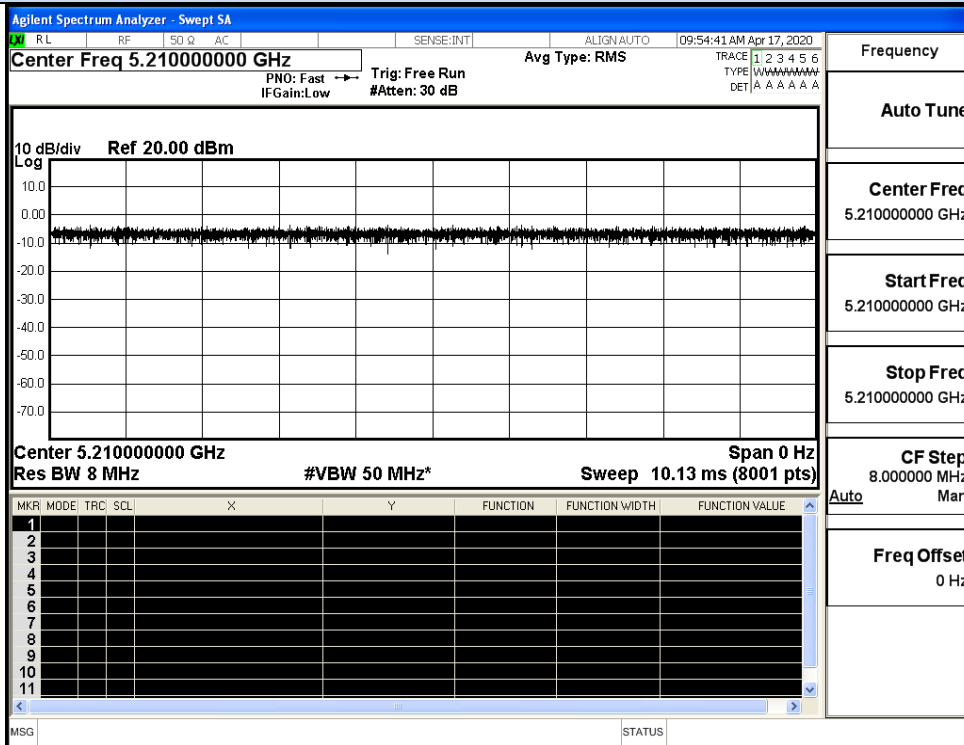 Agilent Spectrum Analyzer - Swept SA
LXI RL RF 50 Ω AC SENSE:INT ALIGN AUTO 09:54:41 AM Apr 17, 2020
Center Freq 5.210000000 GHz Avg Type: RMS TRACE 1 2 3 4 5 6
PNO: Fast Trig: Free Run TYPE WWWWWW
IFGain:Low #Atten: 30 dB DET A A A A A A
Frequency
Auto Tune
10 dB/div Ref 20.00 dBm
Log
10.0
0.00
-10.0
-20.0
-30.0
-40.0
-50.0
-60.0
-70.0
Center Freq
5.210000000 GHz
Start Freq
5.210000000 GHz
Stop Freq
5.210000000 GHz
CF Step
8.000000 MHz
Auto Man
Freq Offset
0 Hz
Center 5.210000000 GHz Span 0 Hz
Res BW 8 MHz #VBW 50 MHz* Sweep 10.13 ms (8001 pts)
MKR MODE TRC SCL X Y FUNCTION FUNCTION WIDTH FUNCTION VALUE
1
2
3
4
5
6
7
8
9
10
11
MSG STATUS